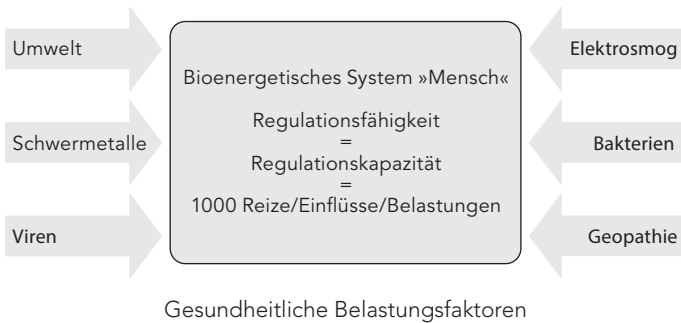 Umwelt
Schwermetalle
Viren
Bioenergetisches System »Mensch«
Regulationsfähigkeit
=
Regulationskapazität
=
1000 Reize/Einflüsse/Belastungen
Elektrosmog
Bakterien
Geopathie
Gesundheitliche Belastungsfaktoren